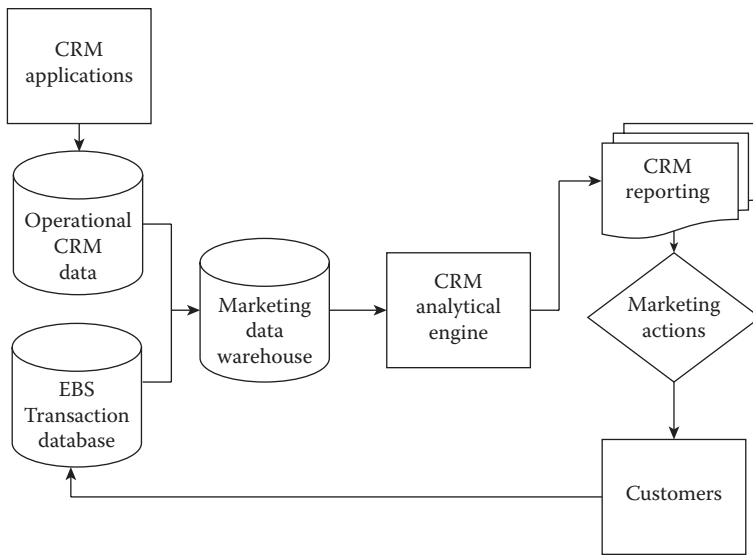 CRM
applications
Operational
CRM
data
EBS
Transaction
database
Marketing
data
warehouse
CRM
analytical
engine
CRM
reporting
Marketing
actions
Customers